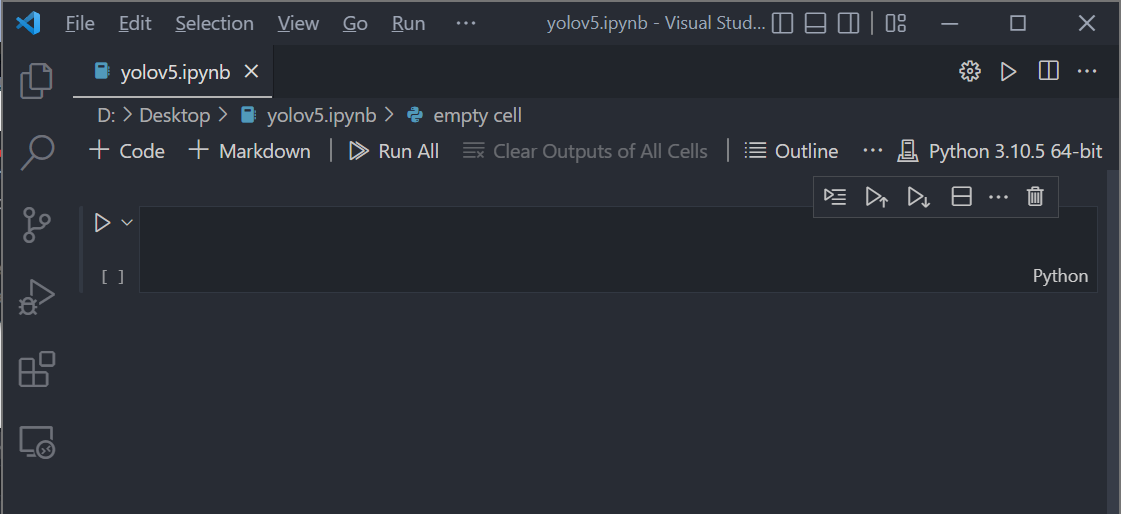 File Edit Selection View Go Run ··· yolov5.ipynb - Visual Stud...
yolov5.ipynb
D: > Desktop > yolov5.ipynb > empty cell
+ Code + Markdown | Run All Clear Outputs of All Cells | Outline ··· Python 3.10.5 64-bit
[ ]
Python